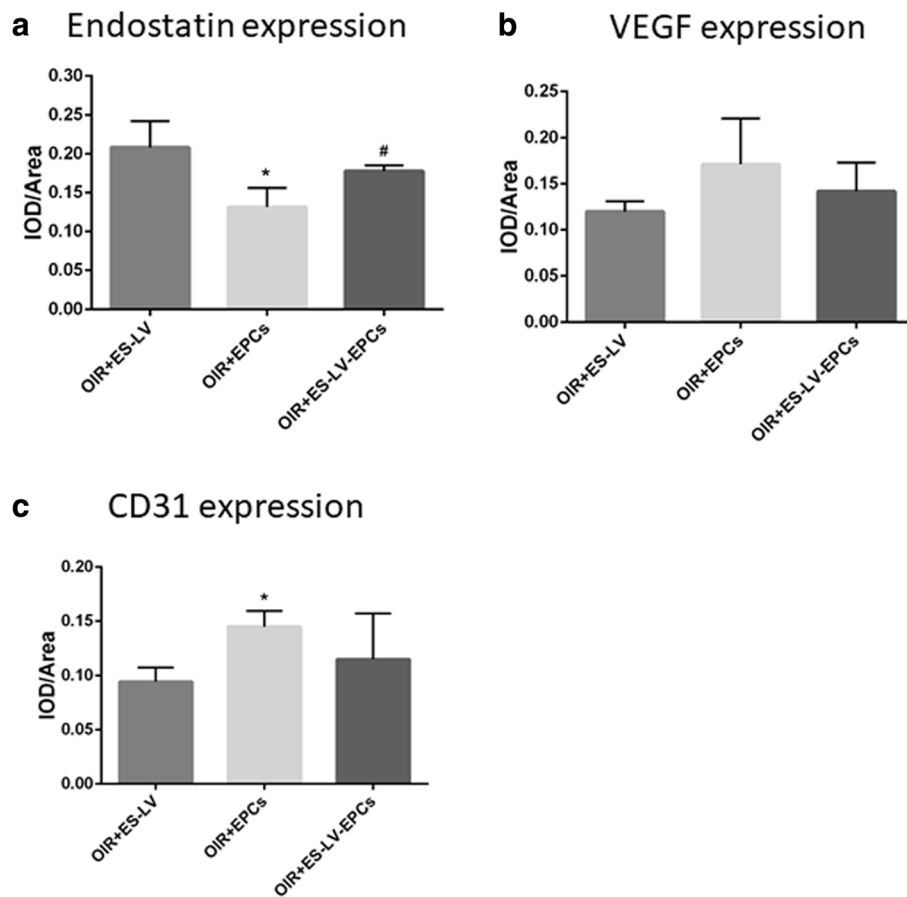 a Endostatin expression
IOD/Area
0.30
0.25
0.20
0.15
0.10
0.05
0.00
*
#
OIR+ES-LV
OIR+EPCs
OIR+ES-LV-EPCs
b VEGF expression
IOD/Area
0.25
0.20
0.15
0.10
0.05
0.00
OIR+ES-LV
OIR+EPCs
OIR+ES-LV-EPCs
c CD31 expression
IOD/Area
0.20
0.15
0.10
0.05
0.00
*
OIR+ES-LV
OIR+EPCs
OIR+ES-LV-EPCs